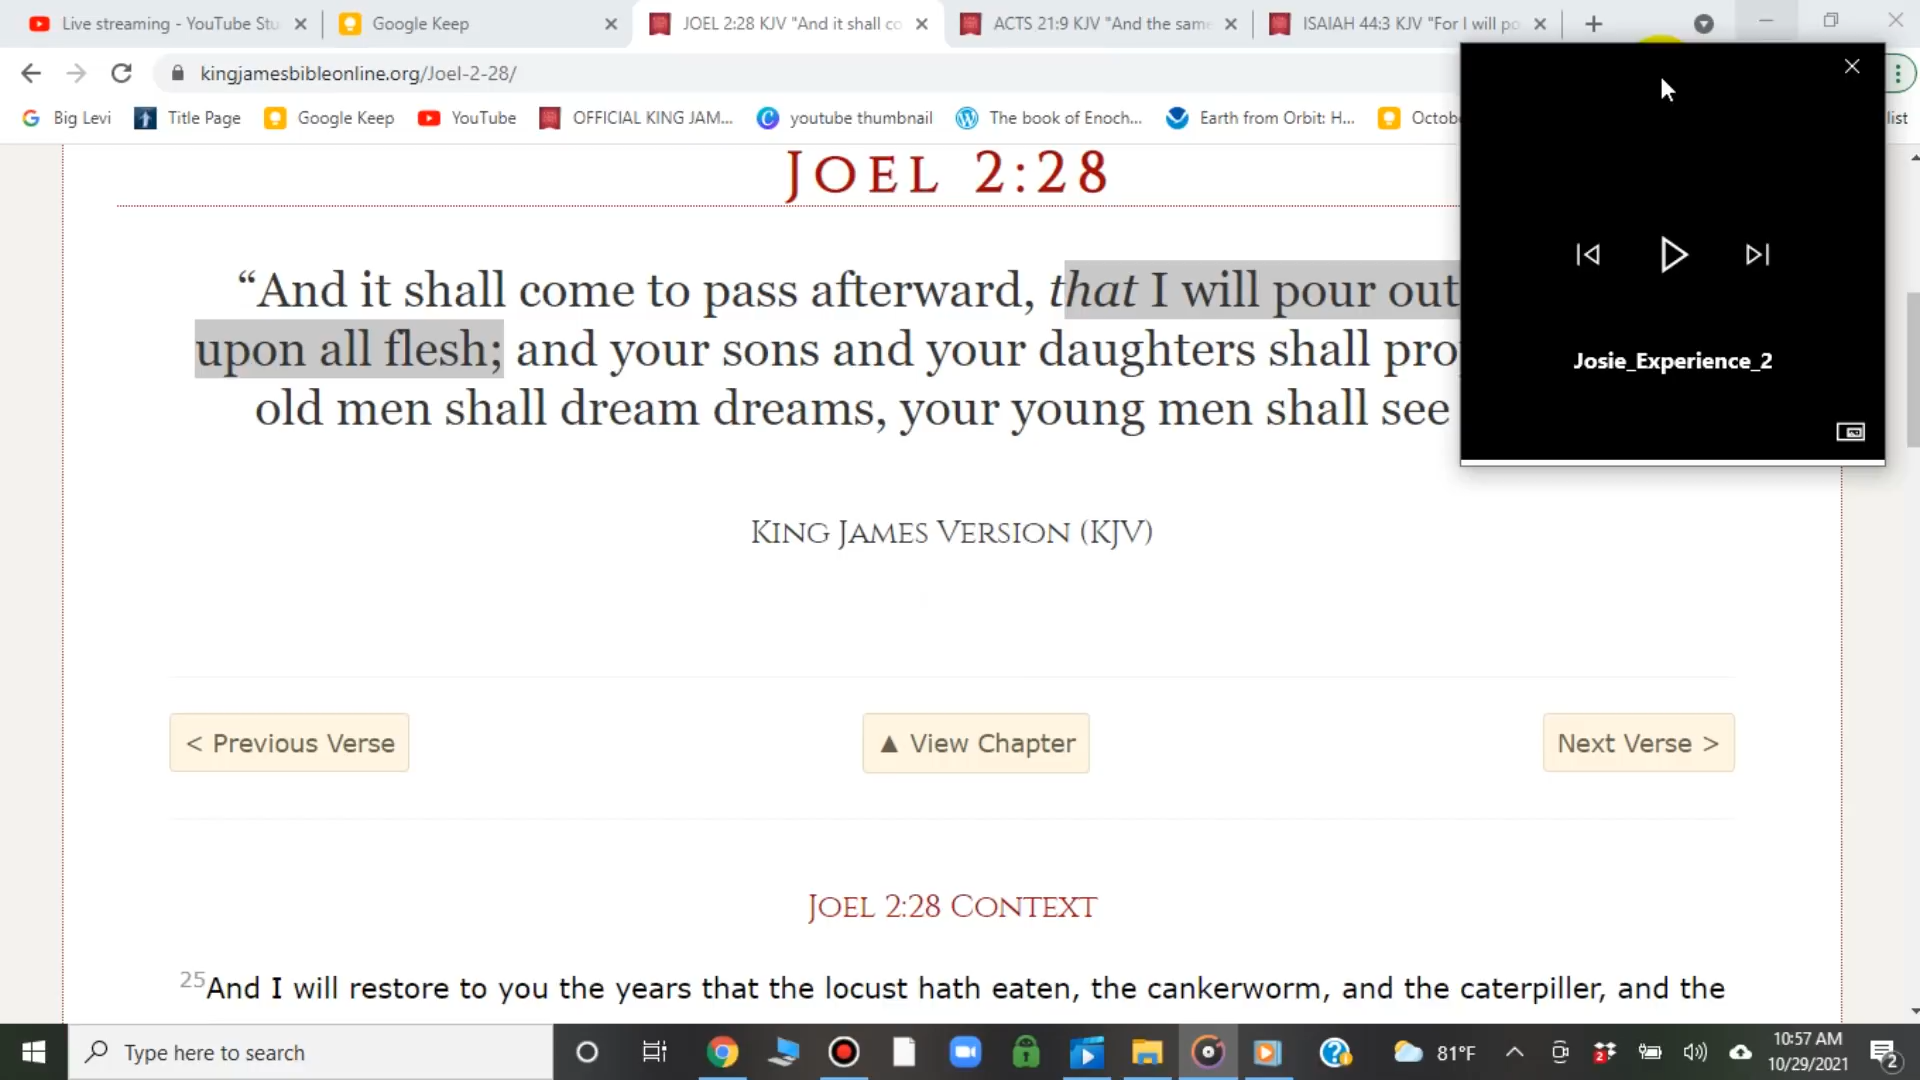 Live streaming - YouTube Stu
Google Keep
JOEL 2:28 KJV "And it shall co
ACTS 21:9 KJV "And the same
ISAIAH 44:3 KJV "For I will po
kingjamesbibleonline.org/Joel-2-28/
Big Levi
Title Page
Google Keep
YouTube
OFFICIAL KING JAM...
youtube thumbnail
The book of Enoch...
Earth from Orbit: H...
Octob
list
JOEL 2:28
“And it shall come to pass afterward, that I will pour out
upon all flesh; and your sons and your daughters shall pro
old men shall dream dreams, your young men shall see
Josie_Experience_2
KING JAMES VERSION (KJV)
< Previous Verse
▲ View Chapter
Next Verse >
JOEL 2:28 CONTEXT
25And I will restore to you the years that the locust hath eaten, the cankerworm, and the caterpiller, and the
Type here to search
81°F
10:57 AM
10/29/2021
2
2